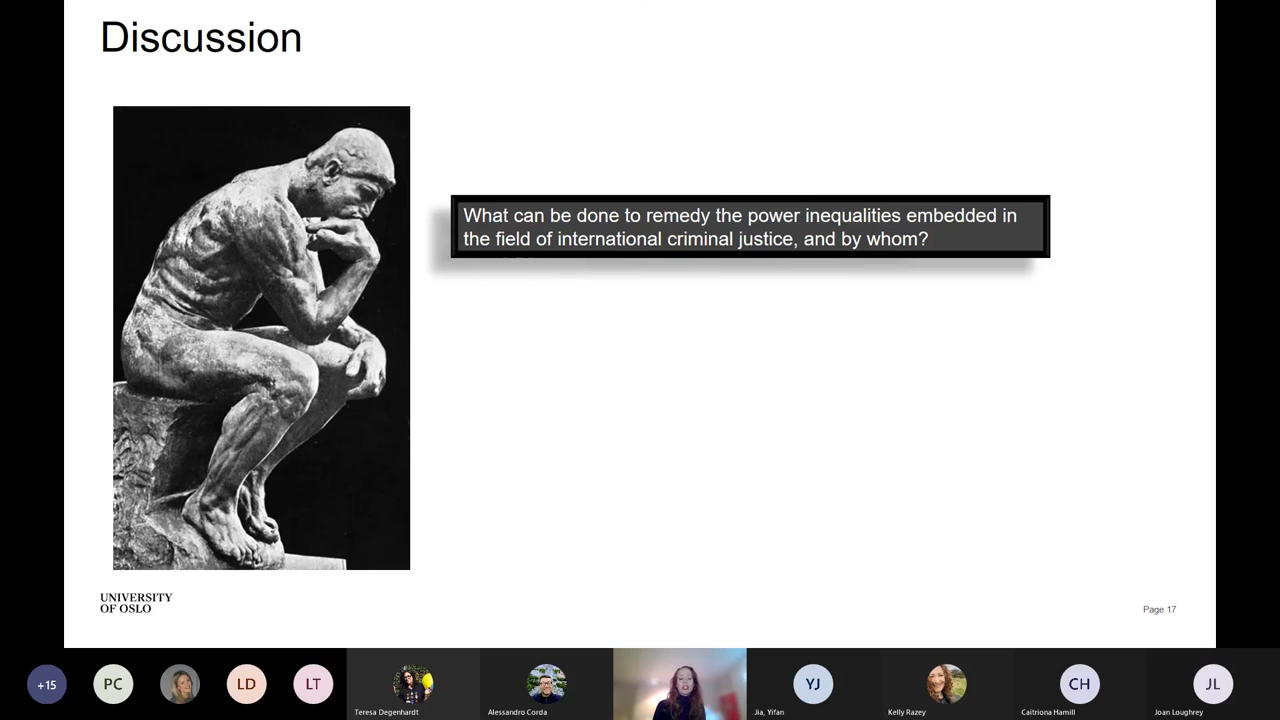 Discussion
What can be done to remedy the power inequalities embedded in
the field of international criminal justice, and by whom?
UNIVERSITY
OF OSLO
Page 17
+15
PC
LD
LT
Teresa Degenhardt
Alessandro Corda
YJ
Jia, Yifan
Kelly Razey
CH
Caitriona Hamill
JL
Joan Loughrey